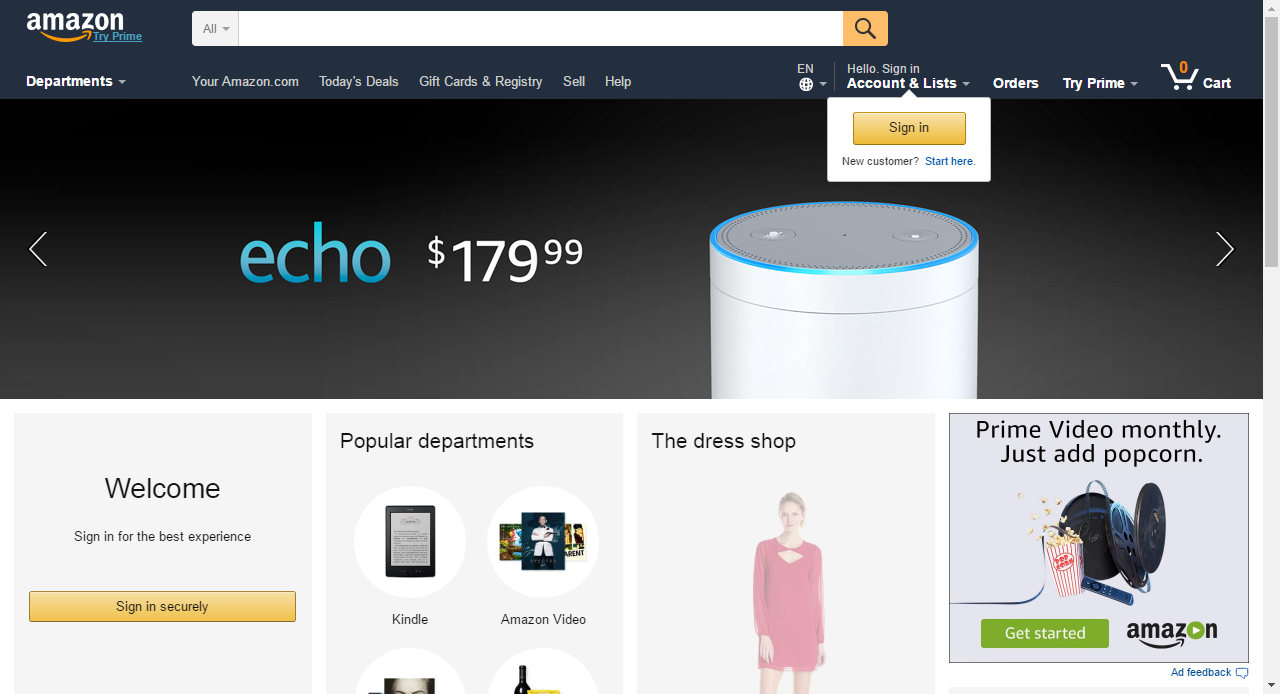 amazon
Try Prime
All
Departments
Your Amazon.com
Today's Deals
Gift Cards & Registry
Sell
Help
EN
Hello. Sign in
Account & Lists
Orders
Try Prime
0
Cart
Sign in
New customer? Start here.
echo $179 99
Welcome
Sign in for the best experience
Sign in securely
Popular departments
Kindle
Amazon Video
The dress shop
Prime Video monthly.
Just add popcorn.
Get started
amazon
Ad feedback